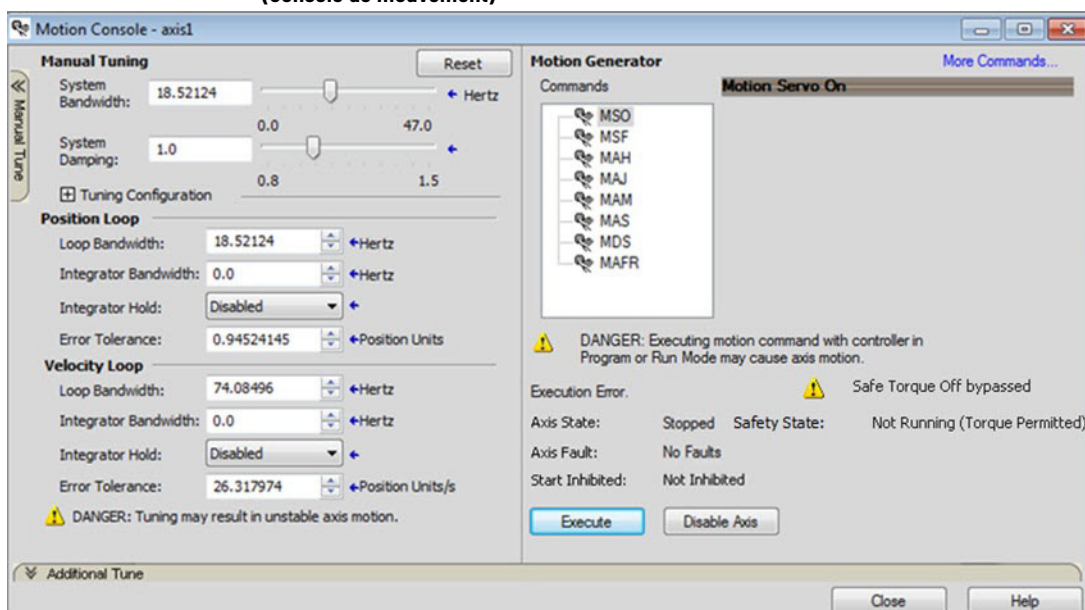 (console de mouvement)
Motion Console - axis1
Manual Tune
Manual Tuning
Reset
System Bandwidth: 18.52124
Hertz
0.0 47.0
System Damping: 1.0
0.8 1.5
Tuning Configuration
Position Loop
Loop Bandwidth: 18.52124 Hertz
Integrator Bandwidth: 0.0 Hertz
Integrator Hold: Disabled
Error Tolerance: 0.94524145 Position Units
Velocity Loop
Loop Bandwidth: 74.08496 Hertz
Integrator Bandwidth: 0.0 Hertz
Integrator Hold: Disabled
Error Tolerance: 26.317974 Position Units/s
DANGER: Tuning may result in unstable axis motion.
Motion Generator
More Commands...
Commands
Motion Servo On
MSO
MSF
MAH
MAJ
MAM
MAS
MDS
MAFR
DANGER: Executing motion command with controller in
Program or Run Mode may cause axis motion.
Execution Error.
Safe Torque Off bypassed
Axis State: Stopped Safety State: Not Running (Torque Permitted)
Axis Fault: No Faults
Start Inhibited: Not Inhibited
Execute Disable Axis
Additional Tune
Close Help